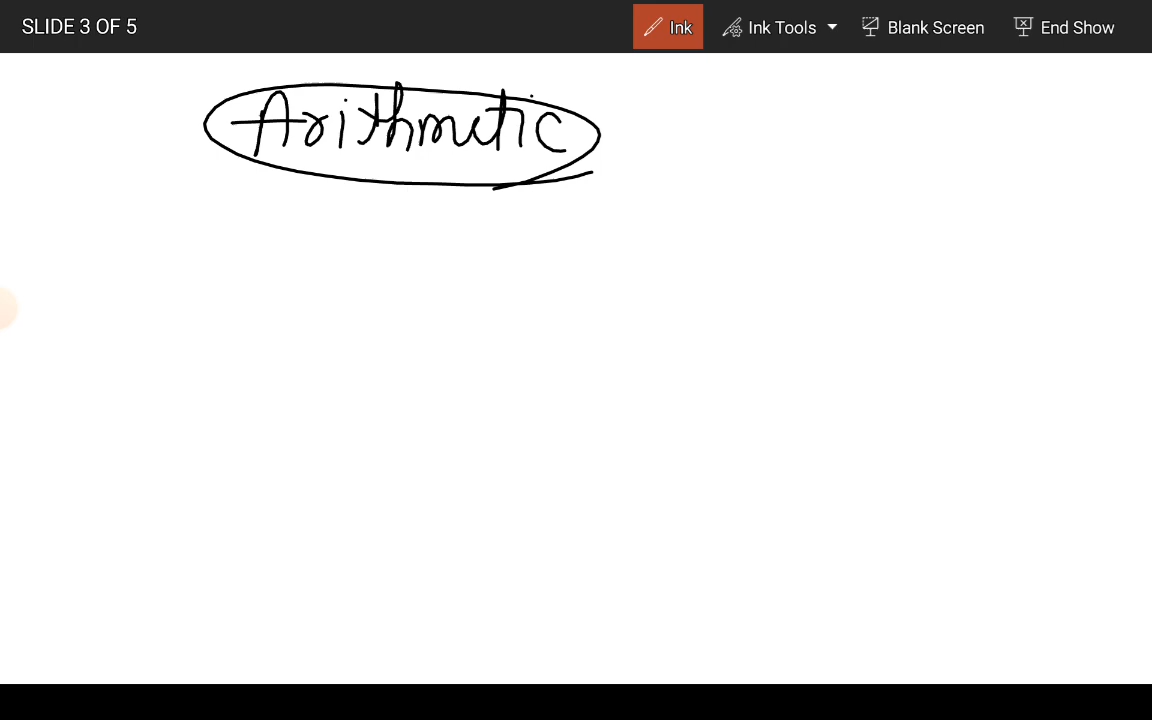 SLIDE 3 OF 5
Ink
Ink Tools
Blank Screen
End Show
Arithmetic